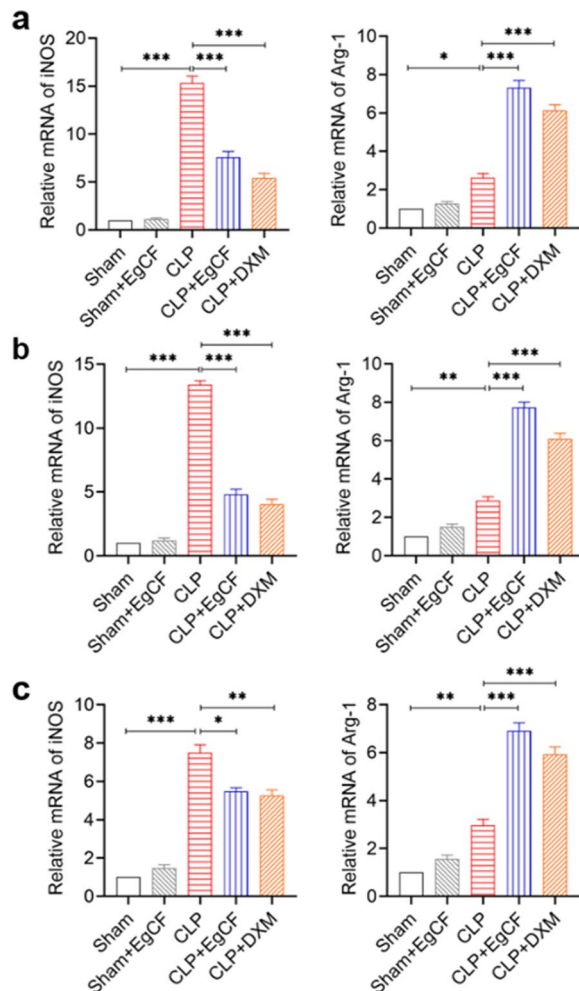 a
Relative mRNA of iNOS
20
15
10
5
0
***
***
***
Sham
Sham+EgCF
CLP
CLP+EgCF
CLP+DXM
Relative mRNA of Arg-1
10
8
6
4
2
0
***
*
***
Sham
Sham+EgCF
CLP
CLP+EgCF
CLP+DXM
b
Relative mRNA of iNOS
15
10
5
0
***
***
***
Sham
Sham+EgCF
CLP
CLP+EgCF
CLP+DXM
Relative mRNA of Arg-1
10
8
6
4
2
0
***
**
***
Sham
Sham+EgCF
CLP
CLP+EgCF
CLP+DXM
c
Relative mRNA of iNOS
10
8
6
4
2
0
**
***
*
Sham
Sham+EgCF
CLP
CLP+EgCF
CLP+DXM
Relative mRNA of Arg-1
8
6
4
2
0
***
**
***
Sham
Sham+EgCF
CLP
CLP+EgCF
CLP+DXM